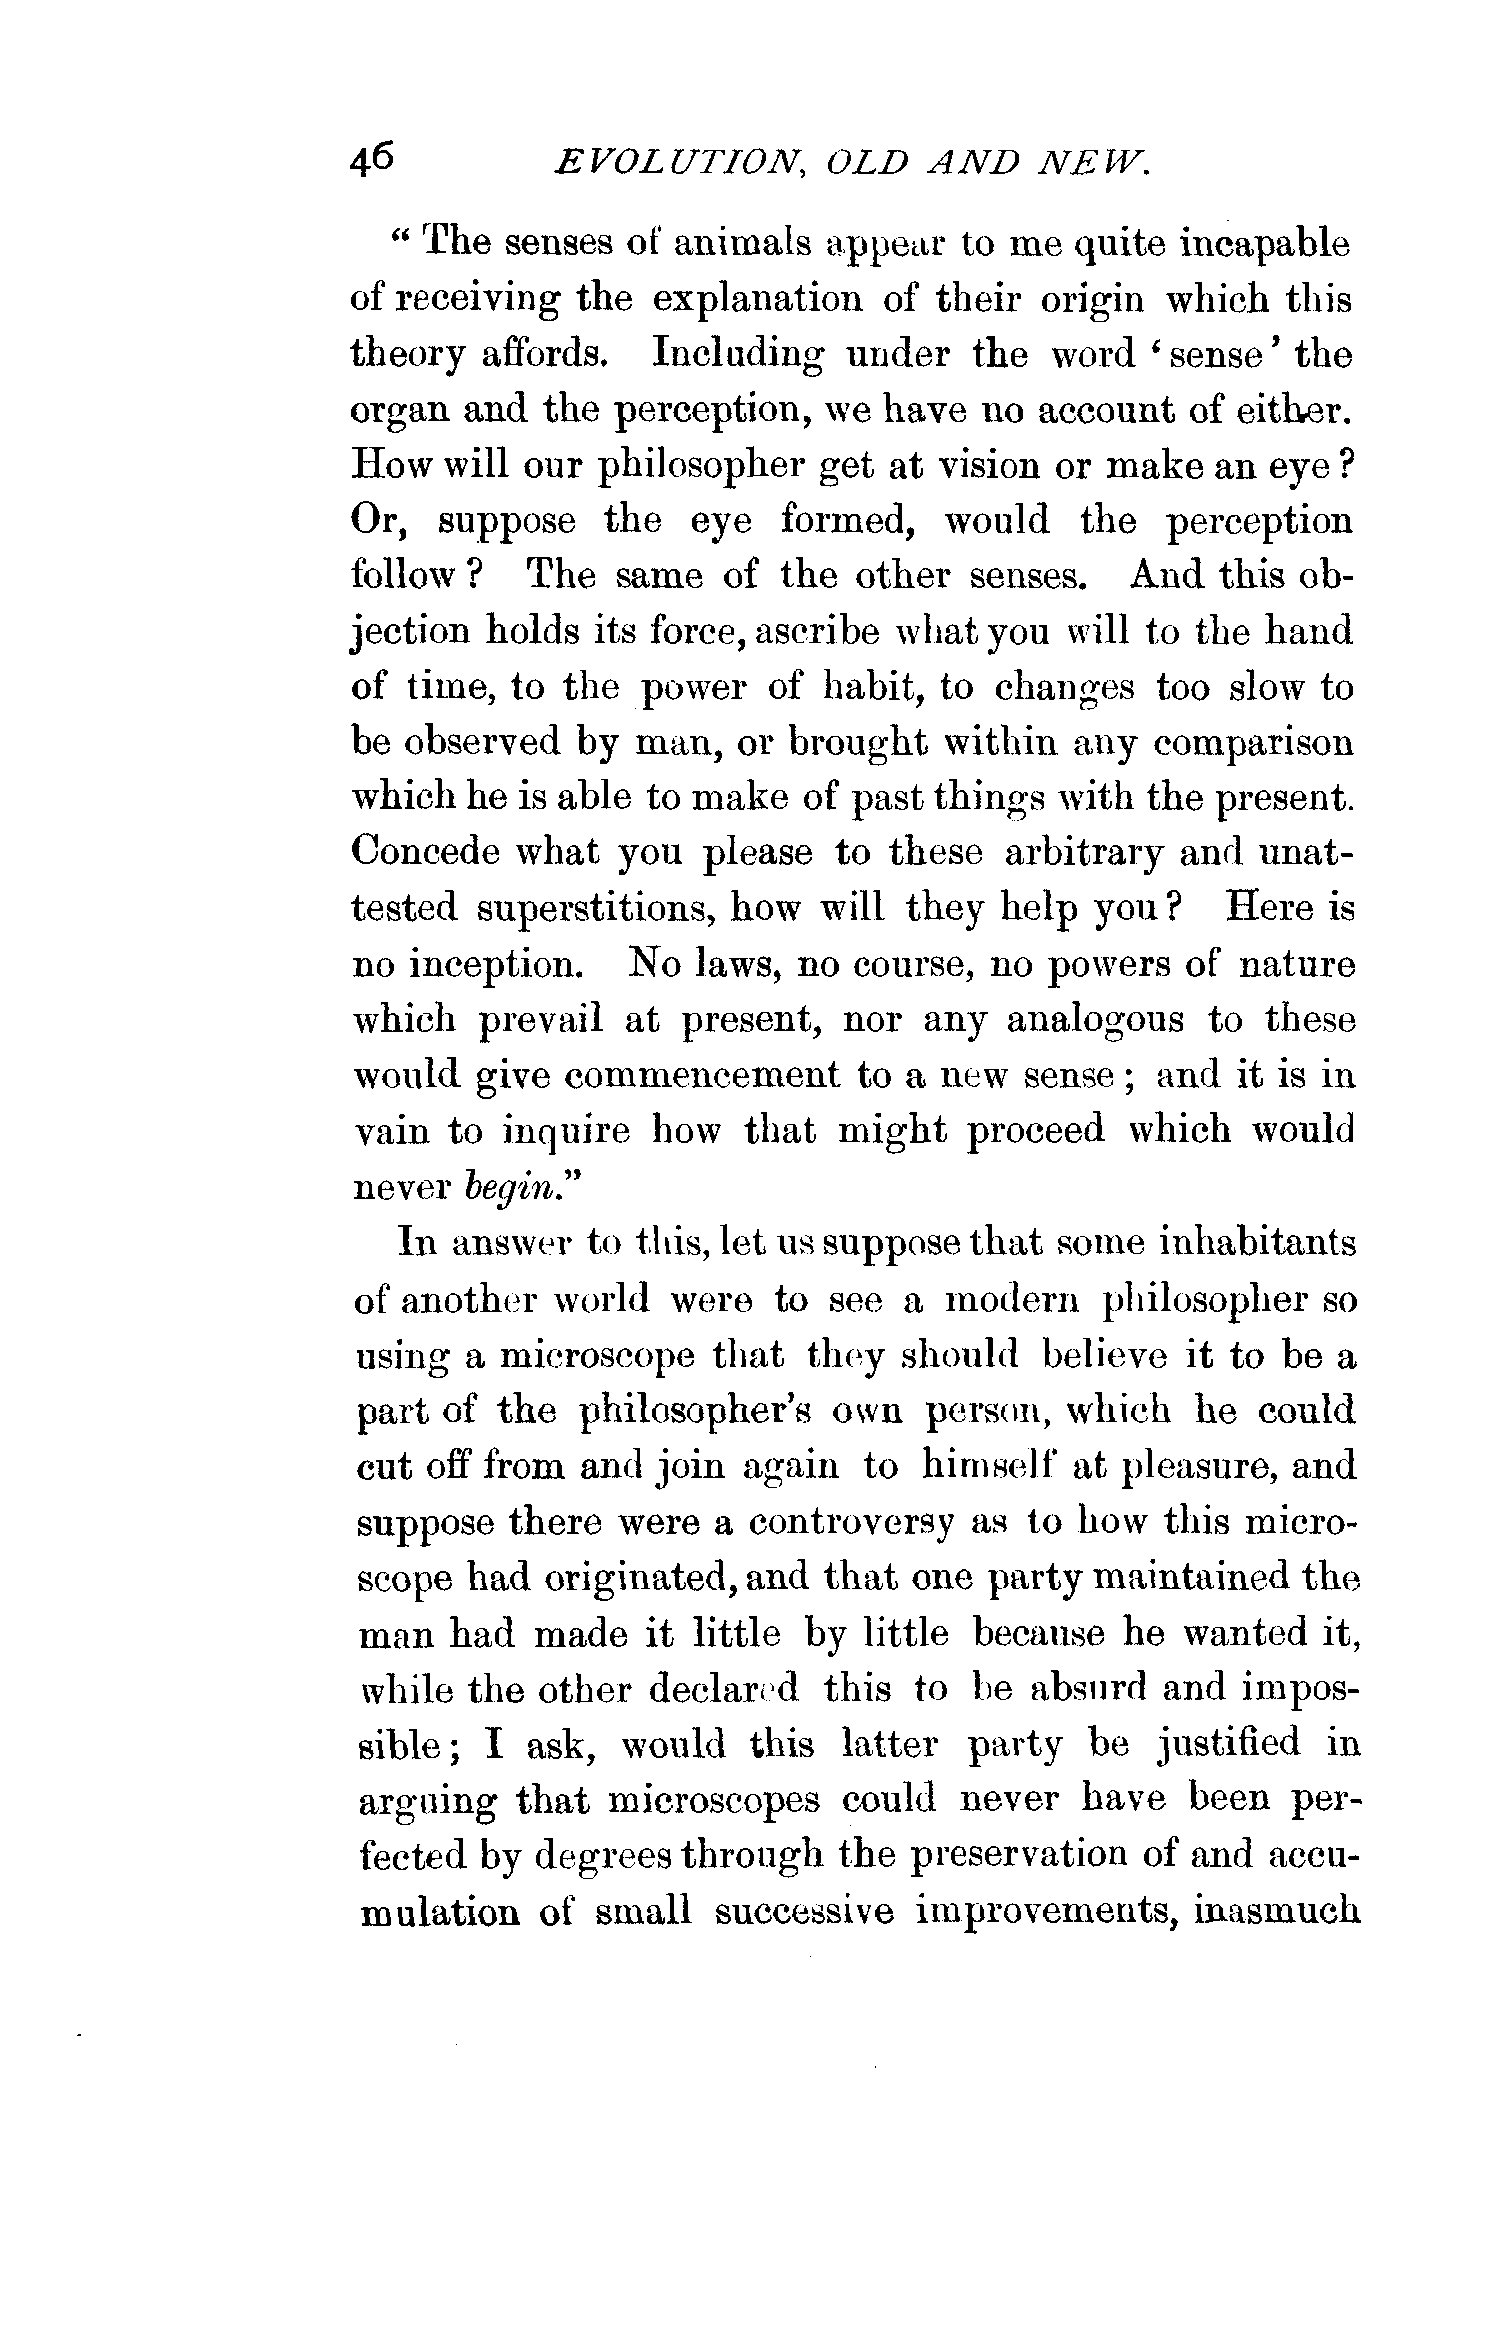 46 EVOLUTION, OLD AND NEW.
“ The senses of animals appear to me quite incapable
of receiving the explanation of their origin which this
theory affords. Including under the word ‘ sense ’ the
organ and the perception, we have no account of either.
How will our philosopher get at vision or make an eye ?
Or, suppose the eye formed, would the perception
follow ? The same of the other senses. And this ob-
jection holds its force, ascribe what you will to the hand
of time, to the power of habit, to changes too slow to
be observed by man, or brought within any comparison
which he is able to make of past things with the present.
Concede what you please to these arbitrary and unat-
tested superstitions, how will they help you ? Here is
no inception. No laws, no course, no powers of nature
which prevail at present, nor any analogous to these
would give commencement to a new sense ; and it is in
vain to inquire how that might proceed which would
never begin.”
In answer to this, let us suppose that some inhabitants
of another world were to see a modern philosopher so
using a microscope that they should believe it to be a
part of the philosopher’s own person, which he could
cut off from and join again to himself at pleasure, and
suppose there were a controversy as to how this micro-
scope had originated, and that one party maintained the
man had made it little by little because he wanted it,
while the other declared this to be absurd and impos-
sible ; I ask, would this latter party be justified in
arguing that microscopes could never have been per-
fected by degrees through the preservation of and accu-
mulation of small successive improvements, inasmuch